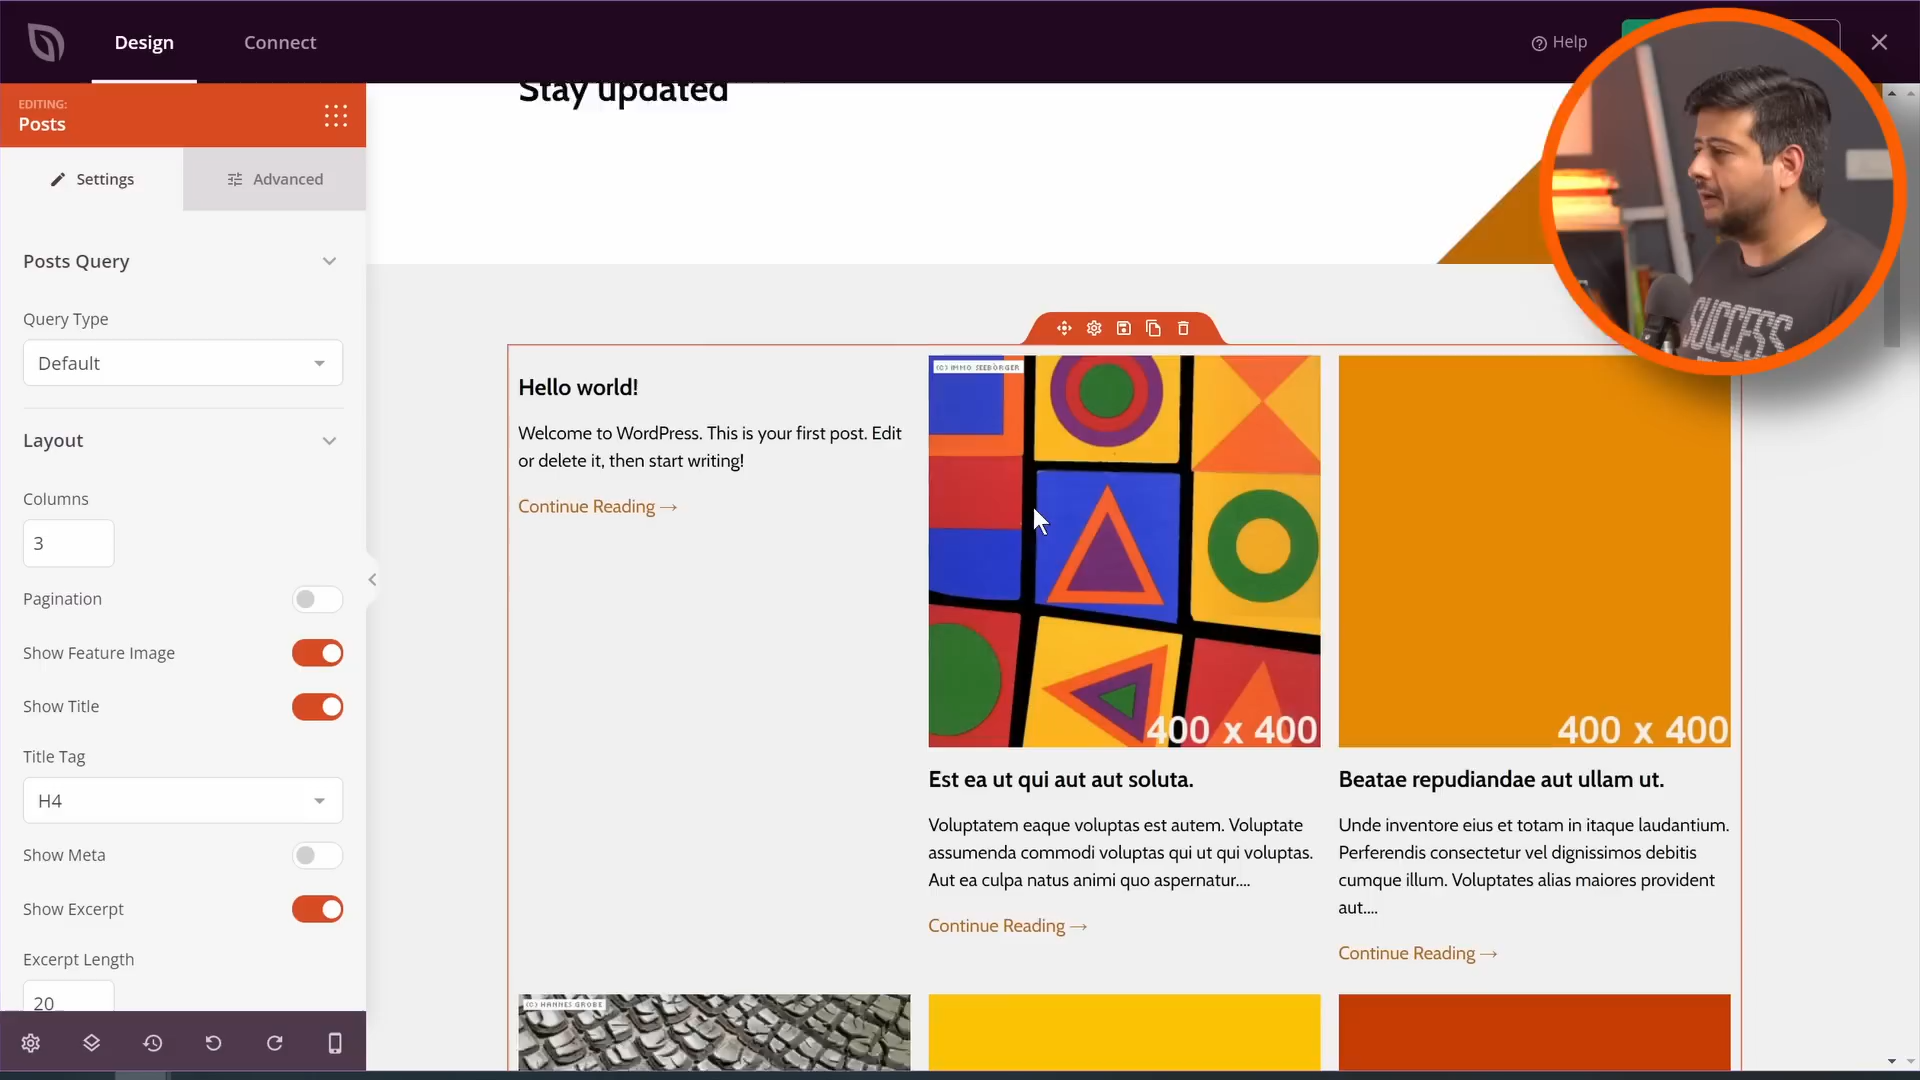 Design
Connect
Help
EDITING:
Posts
Settings
Advanced
Posts Query
Query Type
Default
Layout
Columns
3
Pagination
Show Feature Image
Show Title
Title Tag
H4
Show Meta
Show Excerpt
Excerpt Length
20
Stay updated
Hello world!
Welcome to WordPress. This is your first post. Edit
or delete it, then start writing!
Continue Reading →
(C) IMMO SEEBÖRGER
400 x 400
Est ea ut qui aut aut soluta.
Voluptatem eaque voluptas est autem. Voluptate
assumenda commodi voluptas qui ut qui voluptas.
Aut ea culpa natus animi quo aspernatur....
Continue Reading →
400 x 400
Beatae repudiandae aut ullam ut.
Unde inventore eius et totam in itaque laudantium.
Perferendis consectetur vel dignissimos debitis
cumque illum. Voluptates alias maiores provident
aut....
Continue Reading →
(C) HANNES GROBE
SUCCESS